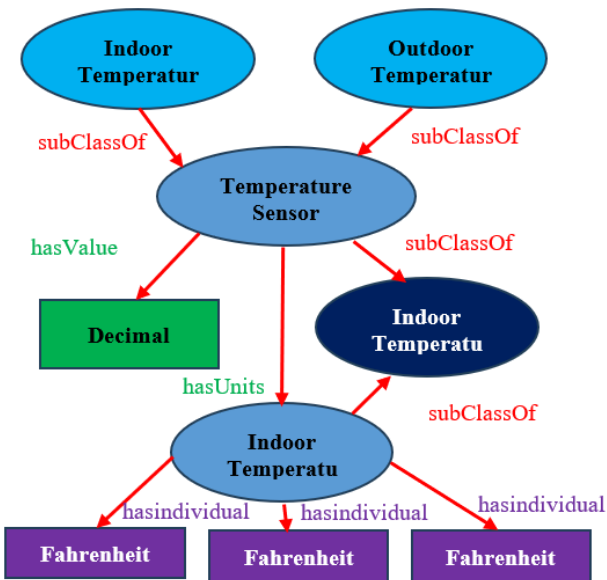 Indoor
Temperatur
Outdoor
Temperatur
subClassOf
subClassOf
Temperature
Sensor
hasValue
subClassOf
Decimal
Indoor
Temperatu
hasUnits
subClassOf
Indoor
Temperatu
hasindividual
hasindividual
hasindividual
Fahrenheit
Fahrenheit
Fahrenheit